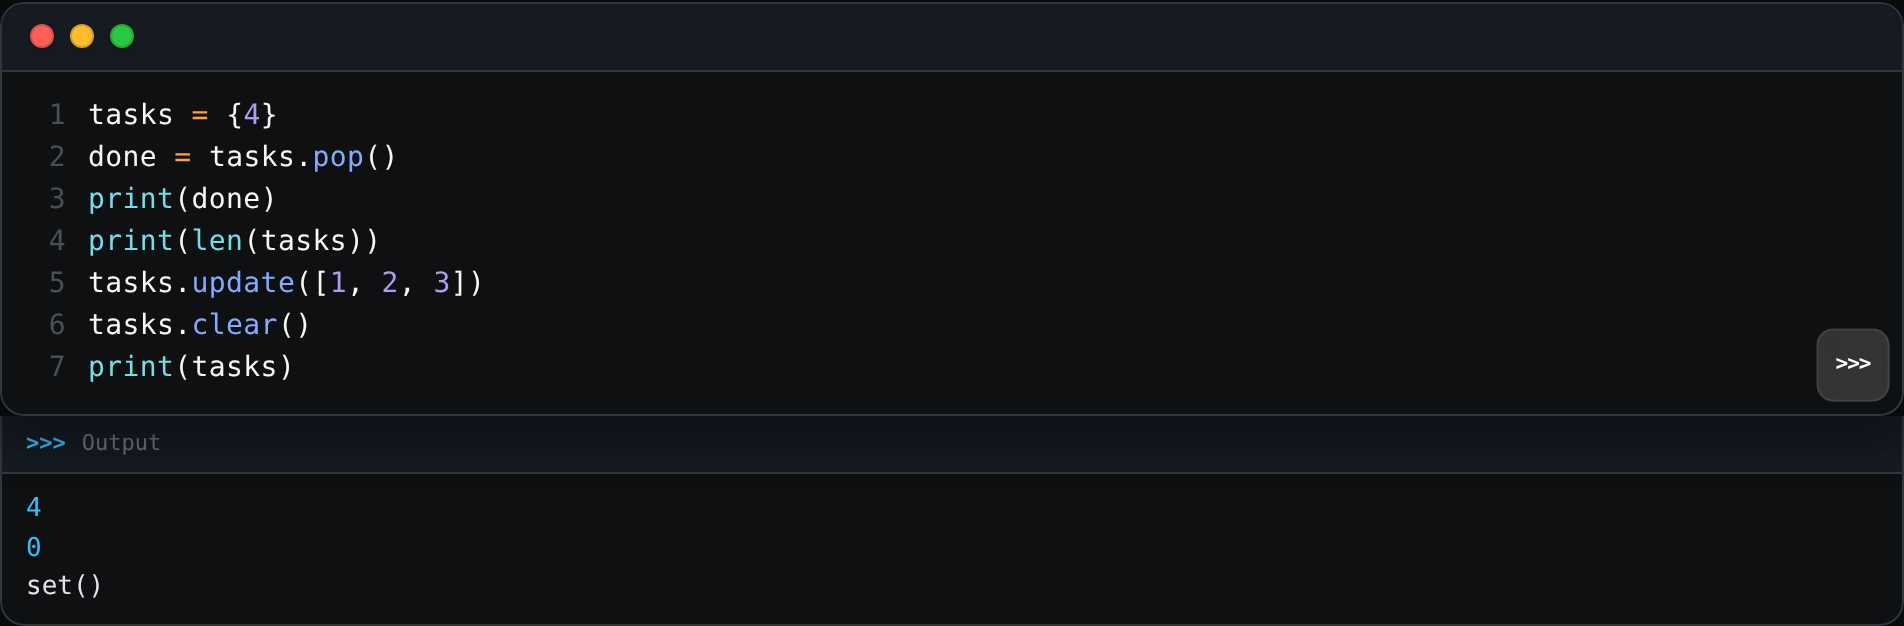 1 tasks = {4}
2 done = tasks.pop()
3 print(done)
4 print(len(tasks))
5 tasks.update([1, 2, 3])
6 tasks.clear()
7 print(tasks)
>>>
>>> Output
4
0
set()